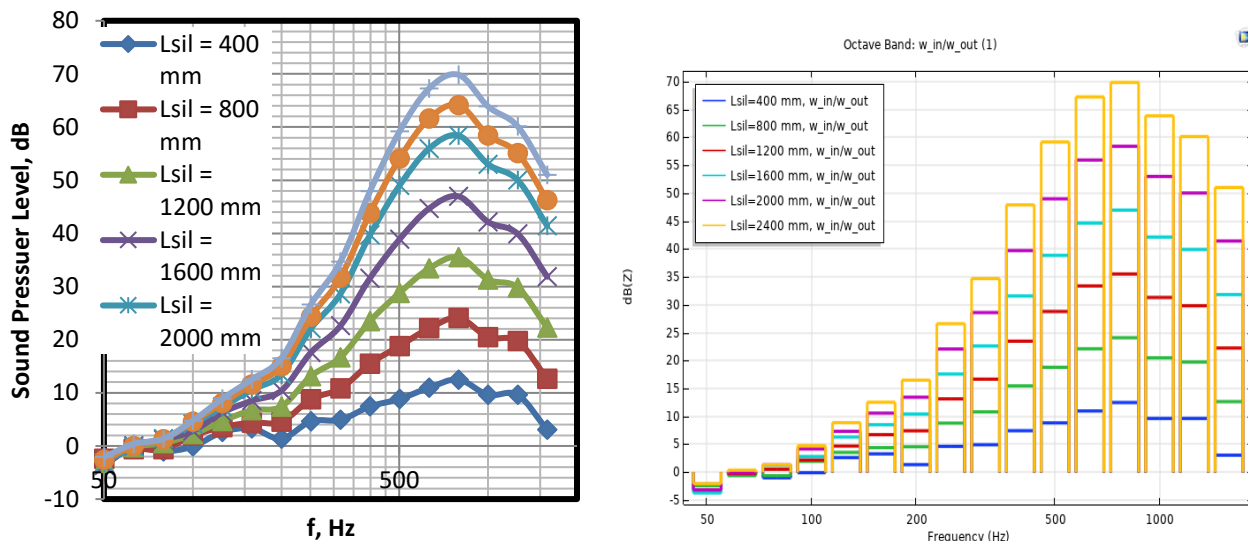 80
70
60
50
40
30
20
10
0
-10
Sound Pressuer Level, dB
Lsil = 400
mm
Lsil = 800
mm
Lsil =
1200 mm
Lsil =
1600 mm
Lsil =
2000 mm
50
500
f, Hz
Octave Band: w_in/w_out (1)
70
65
60
55
50
45
40
35
30
25
20
15
10
5
0
-5
dB(Z)
Lsil=400 mm, w_in/w_out
Lsil=800 mm, w_in/w_out
Lsil=1200 mm, w_in/w_out
Lsil=1600 mm, w_in/w_out
Lsil=2000 mm, w_in/w_out
Lsil=2400 mm, w_in/w_out
50
100
200
500
1000
Frequency (Hz)